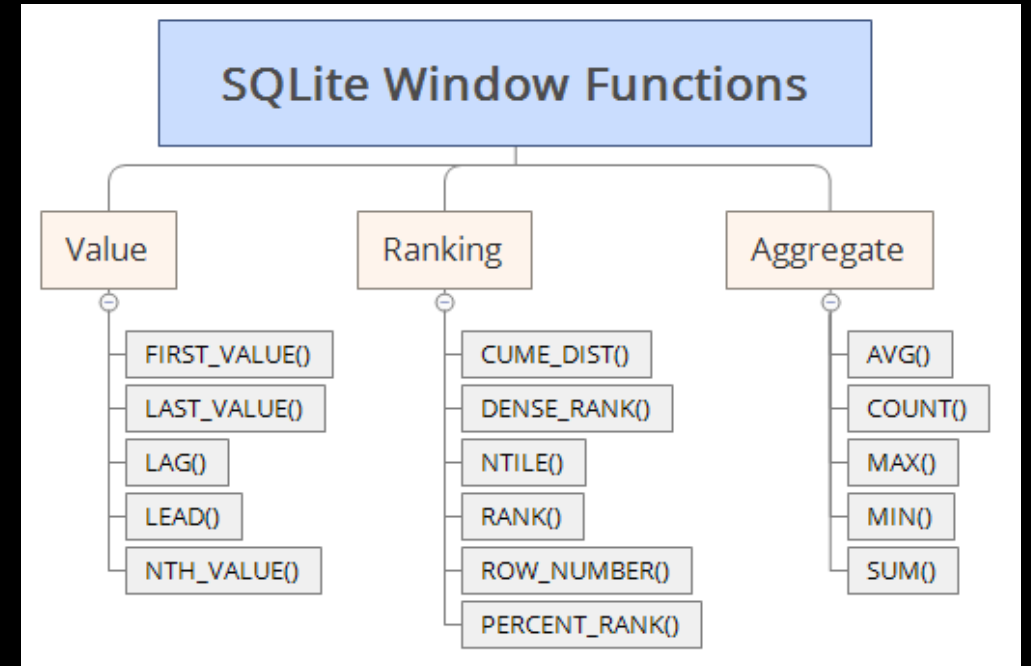 SQLite Window Functions
Value
FIRST_VALUE()
LAST_VALUE()
LAG()
LEAD()
NTH_VALUE()
Ranking
CUME_DIST()
DENSE_RANK()
NTILE()
RANK()
ROW_NUMBER()
PERCENT_RANK()
Aggregate
AVG()
COUNT()
MAX()
MIN()
SUM()